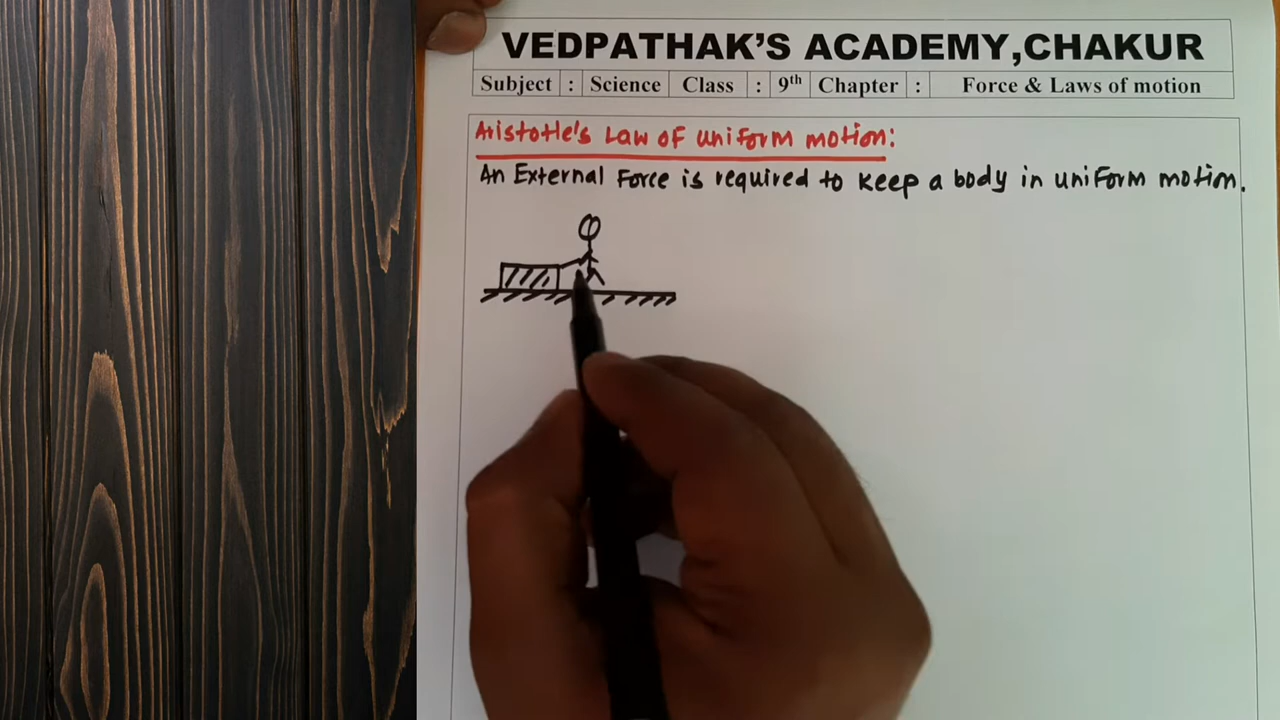 VEDPATHAK'S ACADEMY,CHAKUR
Subject : Science Class : 9th Chapter : Force & Laws of motion
Aristotle's Law of uniform motion:
An External Force is required to keep a body in uniform motion.